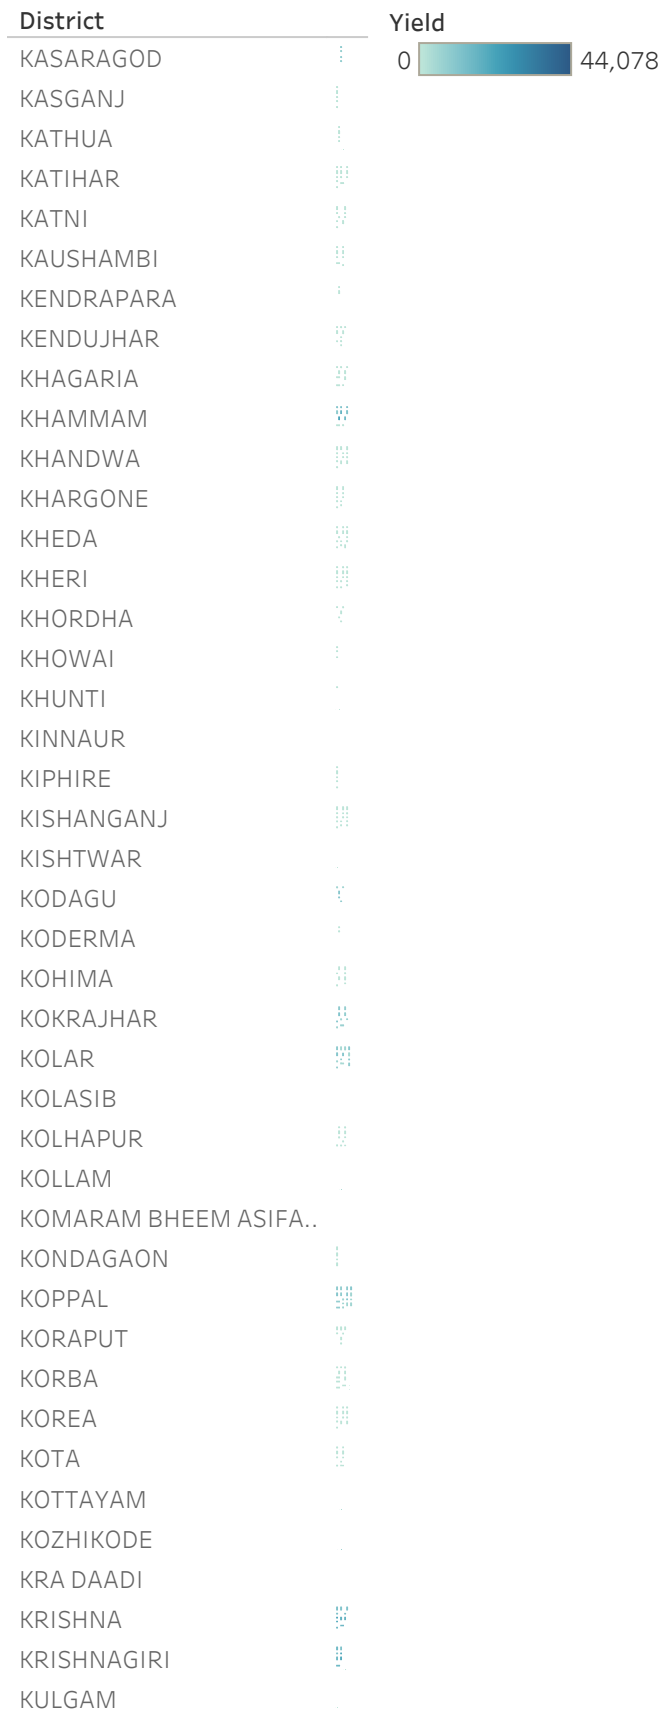 District
Yield
0 44,078
KASARAGOD
KASGANJ
KATHUA
KATIHAR
KATNI
KAUSHAMBI
KENDRAPARA
KENDUJHAR
KHAGARIA
KHAMMAM
KHANDWA
KHARGONE
KHEDA
KHERI
KHORDHA
KHOWAI
KHUNTI
KINNAUR
KIPHIRE
KISHANGANJ
KISHTWAR
KODAGU
KODERMA
KOHIMA
KOKRAJHAR
KOLAR
KOLASIB
KOLHAPUR
KOLLAM
KOMARAM BHEEM ASIFA..
KONDAGAON
KOPPAL
KORAPUT
KORBA
KOREA
KOTA
KOTTAYAM
KOZHIKODE
KRA DAADI
KRISHNA
KRISHNAGIRI
KULGAM